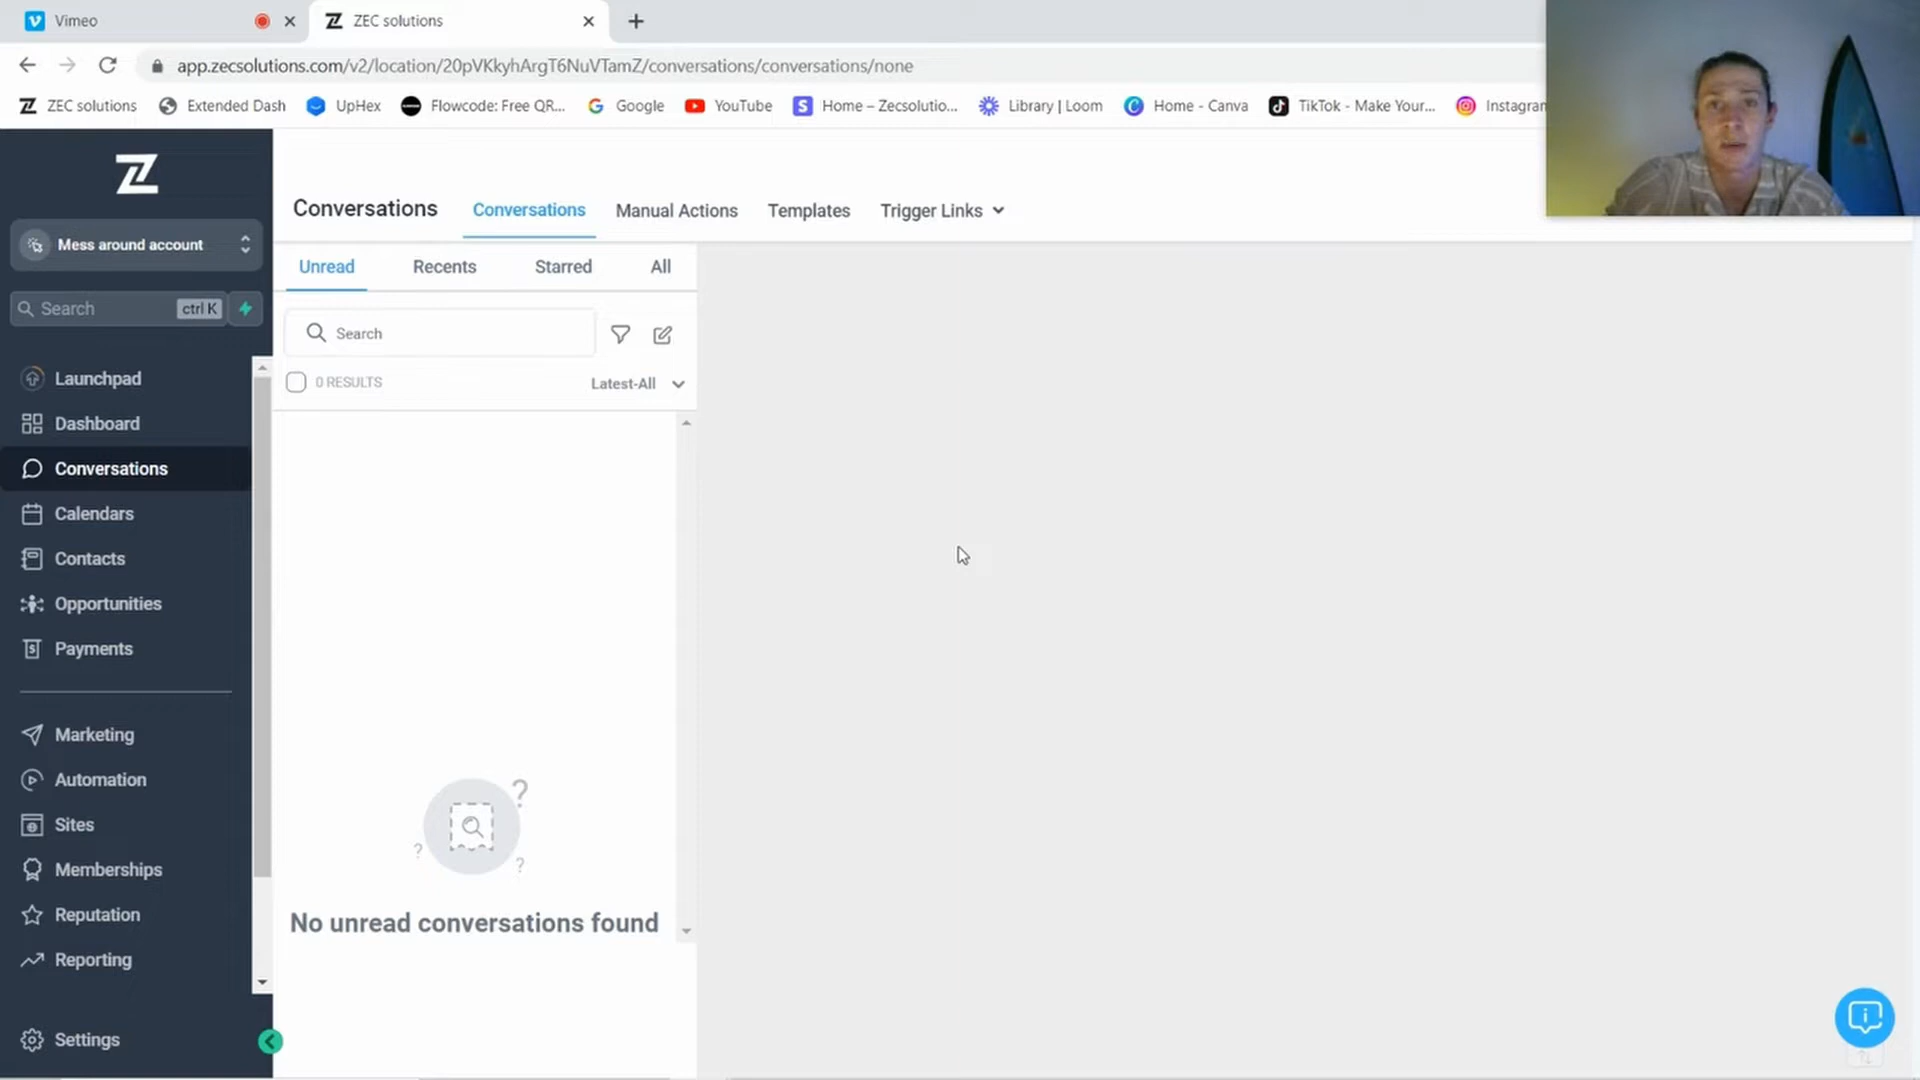 Vimeo
ZEC solutions
app.zecsolutions.com/v2/location/20pVKkyhArgT6NuVTamZ/conversations/conversations/none
ZEC solutions
Extended Dash
UpHex
Flowcode: Free QR...
Google
YouTube
Home – Zecsolutio...
Library | Loom
Home - Canva
TikTok - Make Your...
Instagram
Mess around account
Search
ctrl K
Launchpad
Dashboard
Conversations
Calendars
Contacts
Opportunities
Payments
Marketing
Automation
Sites
Memberships
Reputation
Reporting
Settings
Conversations
Conversations
Manual Actions
Templates
Trigger Links
Unread
Recents
Starred
All
Search
0 RESULTS
Latest-All
No unread conversations found